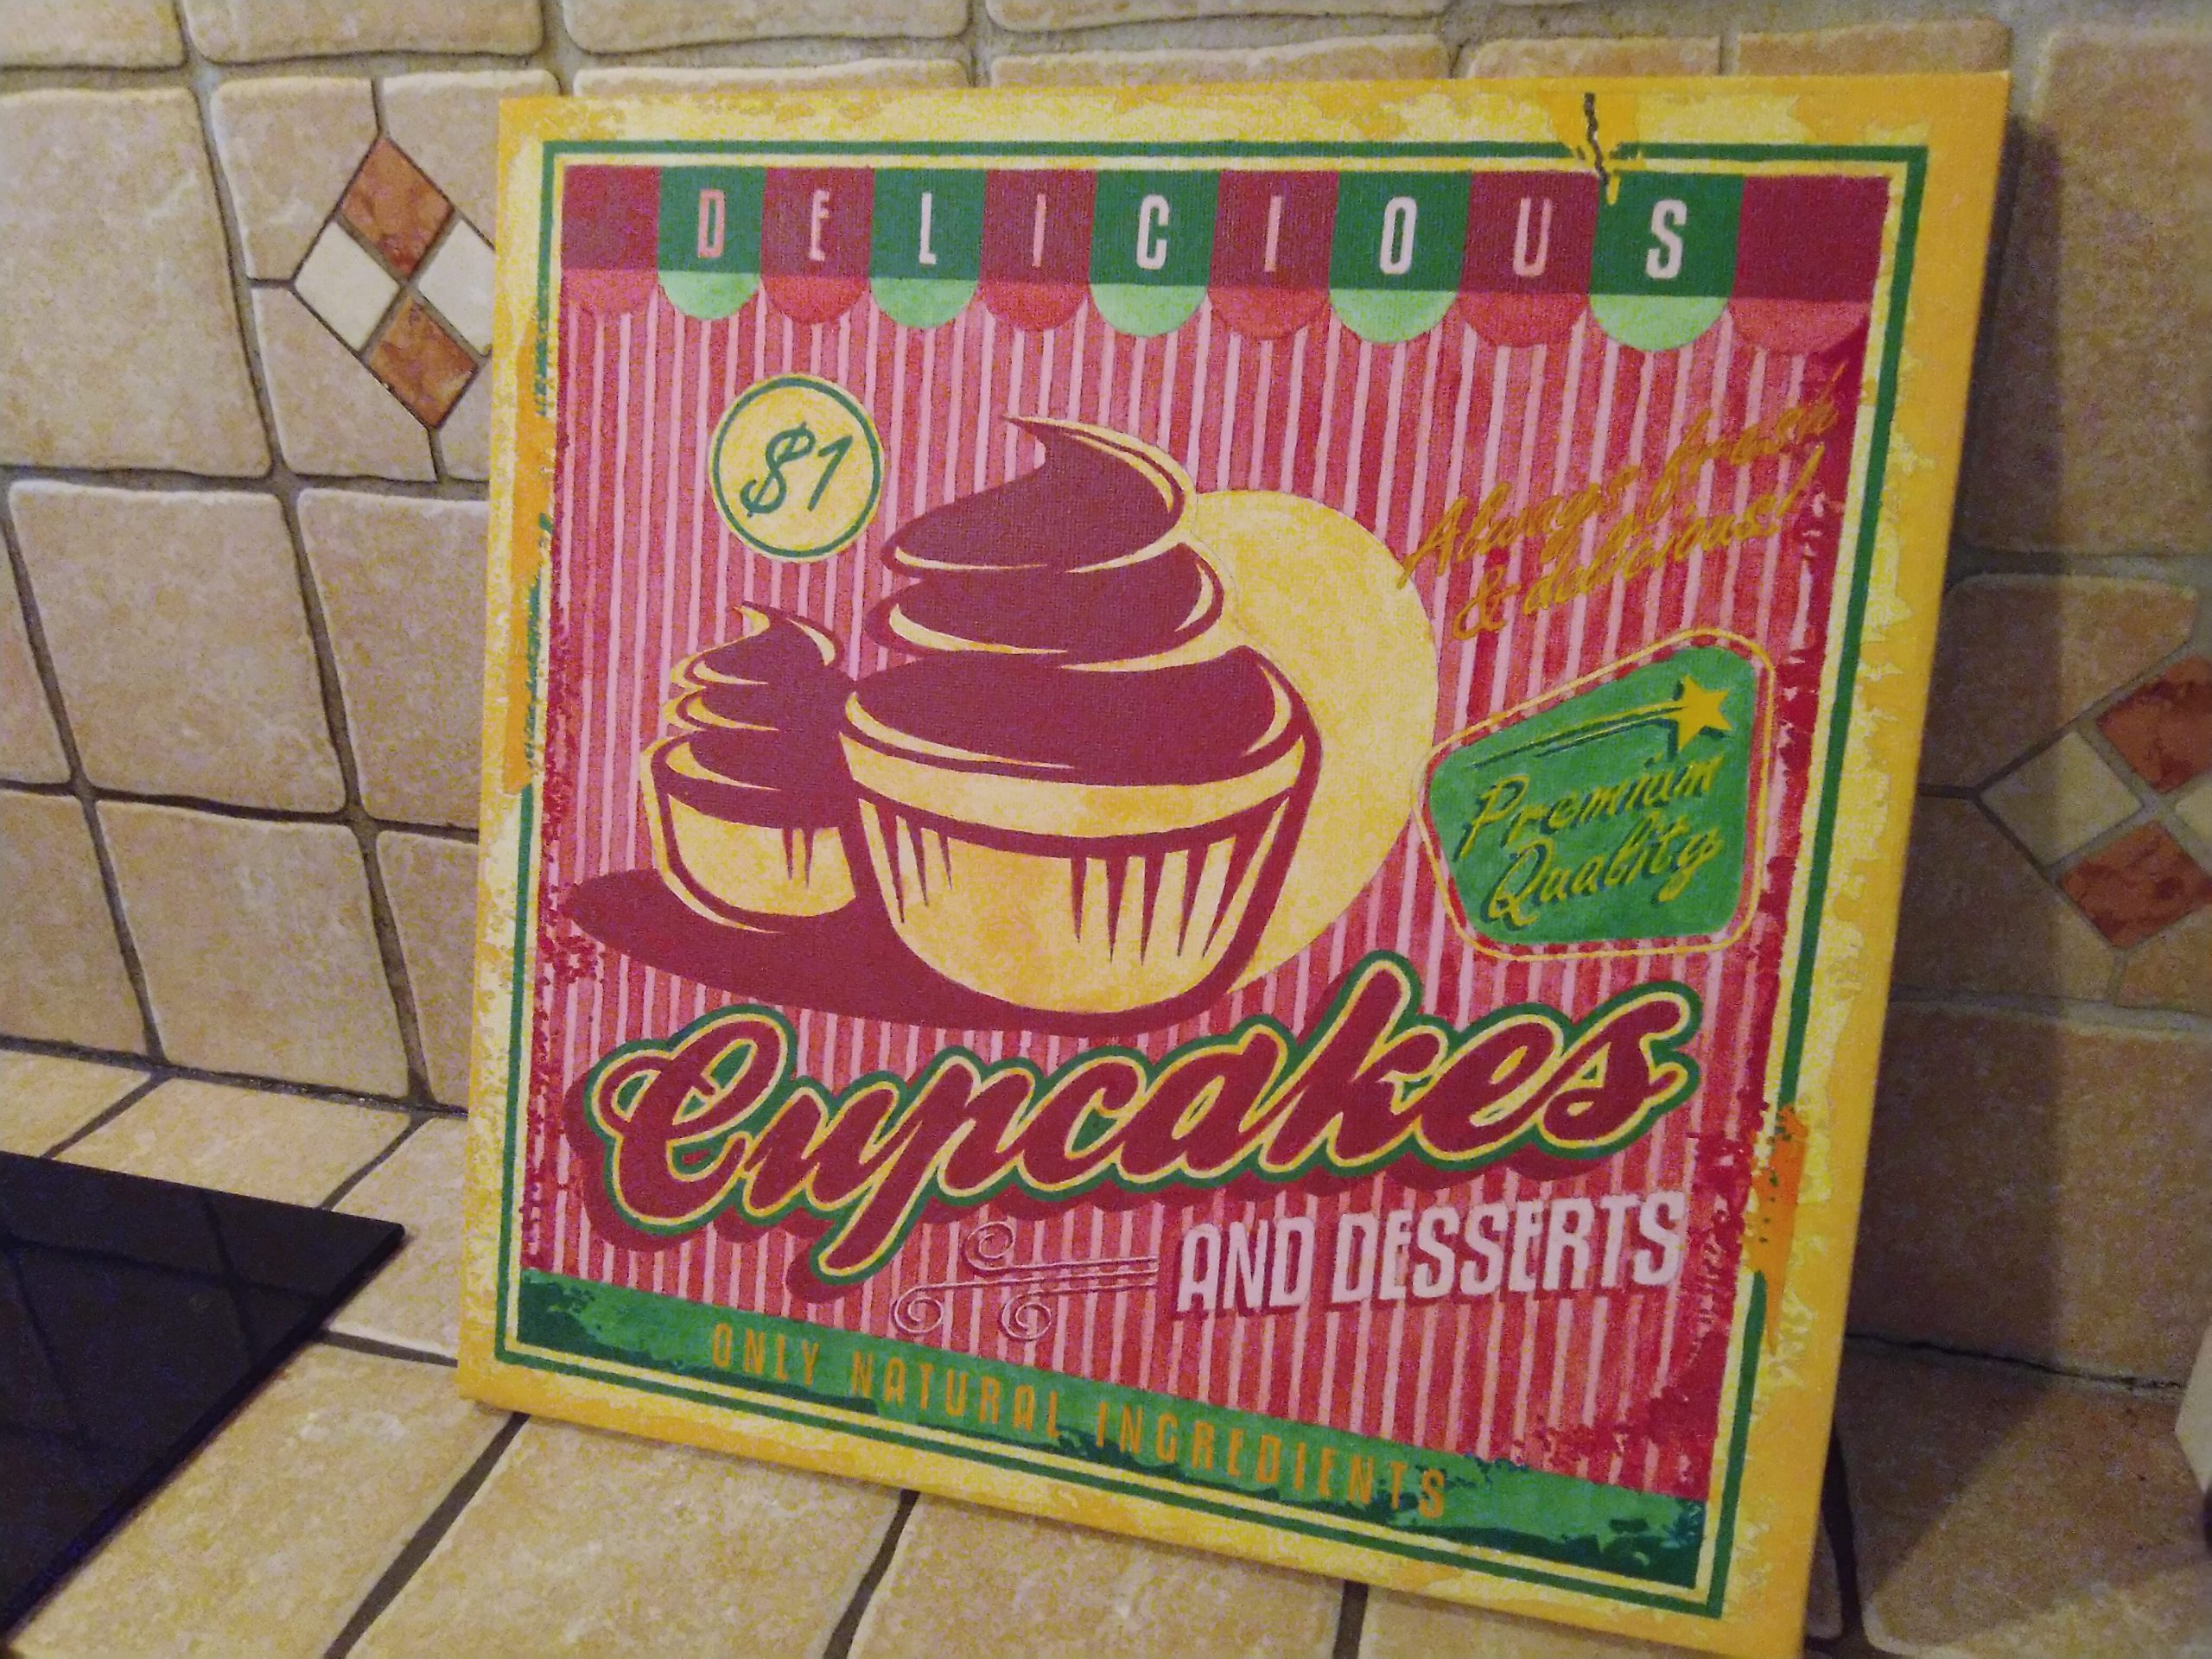 DELICIOUS
$1
Always fresh
& delicious!
Premium
Quality
Cupcakes
AND DESSERTS
ONLY NATURAL INGREDIENTS